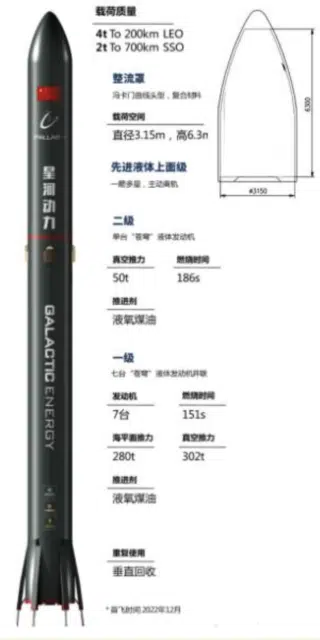 载荷质量
4t To 200km LEO
2t To 700km SSO
整流罩
冯卡门曲线头型，复合材料
载荷空间
直径3.15m，高6.3m
先进液体上面级
一箭多星，主动离轨
二级
单台“苍穹”液体发动机
真空推力 燃烧时间
50t 186s
推进剂
液氧煤油
一级
七台“苍穹”液体发动机并联
发动机 燃烧时间
7台 151s
海平面推力 真空推力
280t 302t
推进剂
液氧煤油
重复使用
垂直回收
*首飞时间 2022年12月
6300
ø3150
PALLAS-1
星河动力
GALACTIC ENERGY